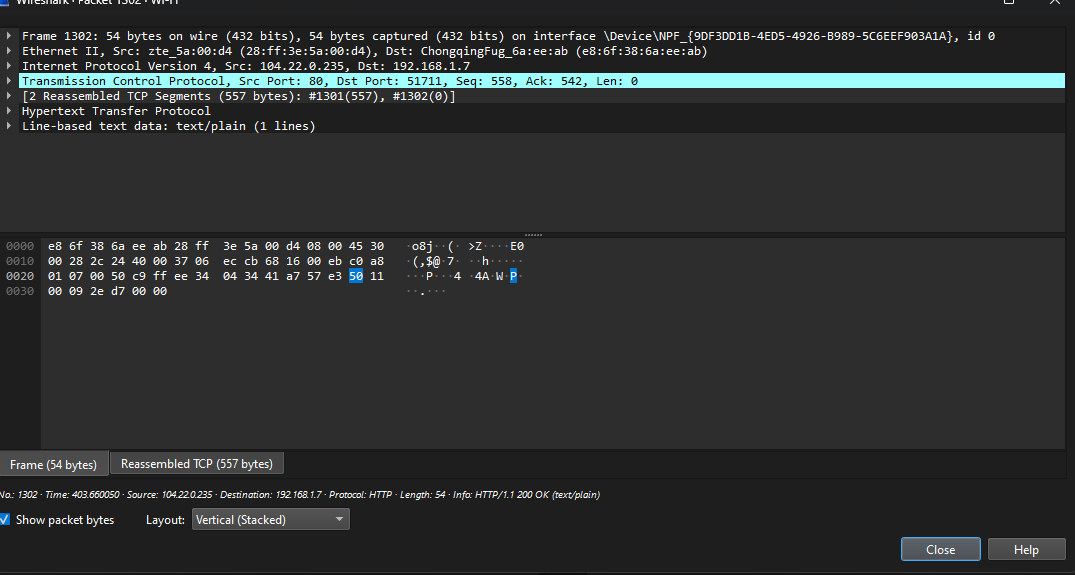 Wireshark · Packet 1302 · Wi-Fi
Frame 1302: 54 bytes on wire (432 bits), 54 bytes captured (432 bits) on interface \Device\NPF_{9DF3DD1B-4ED5-4926-B989-5C6EEF903A1A}, id 0
Ethernet II, Src: zte_5a:00:d4 (28:ff:3e:5a:00:d4), Dst: ChongqingFug_6a:ee:ab (e8:6f:38:6a:ee:ab)
Internet Protocol Version 4, Src: 104.22.0.235, Dst: 192.168.1.7
Transmission Control Protocol, Src Port: 80, Dst Port: 51711, Seq: 558, Ack: 542, Len: 0
[2 Reassembled TCP Segments (557 bytes): #1301(557), #1302(0)]
Hypertext Transfer Protocol
Line-based text data: text/plain (1 lines)
0000 e8 6f 38 6a ee ab 28 ff 3e 5a 00 d4 08 00 45 30 ·o8j··(· >Z····E0
0010 00 28 2c 24 40 00 37 06 ec cb 68 16 00 eb c0 a8 ·(,$@·7· ··h·····
0020 01 07 00 50 c9 ff ee 34 04 34 41 a7 57 e3 50 11 ···P···4 ·4A·W·P·
0030 00 09 2e d7 00 00 ··.···
Frame (54 bytes) Reassembled TCP (557 bytes)
No.: 1302 · Time: 403.660050 · Source: 104.22.0.235 · Destination: 192.168.1.7 · Protocol: HTTP · Length: 54 · Info: HTTP/1.1 200 OK (text/plain)
Show packet bytes Layout: Vertical (Stacked)
Close Help